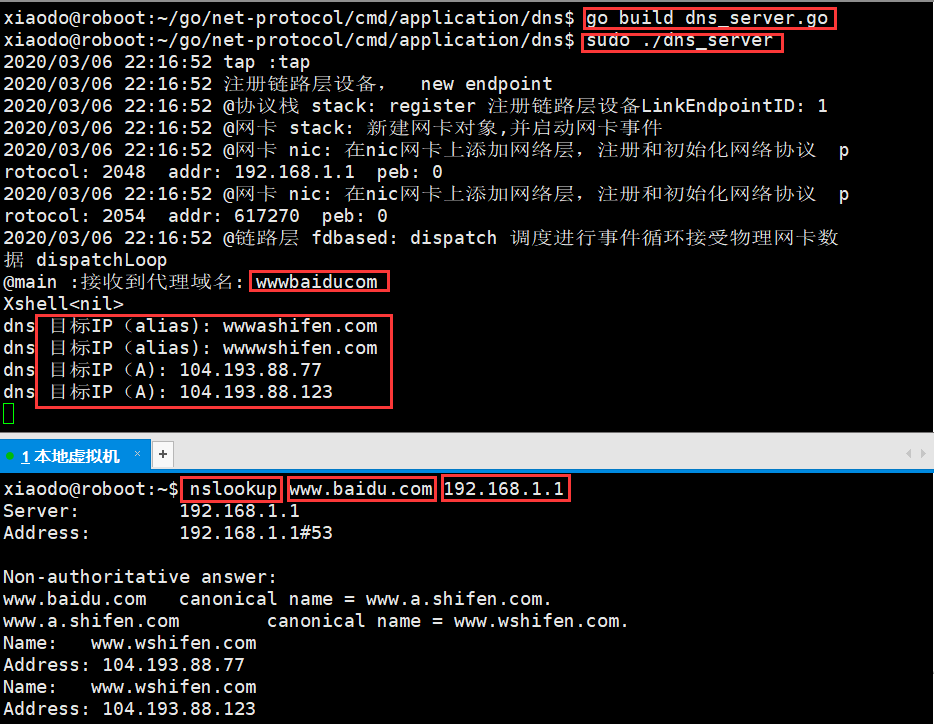 xiaodo@roboot:~/go/net-protocol/cmd/application/dns$ go build dns_server.go
xiaodo@roboot:~/go/net-protocol/cmd/application/dns$ sudo ./dns_server
2020/03/06 22:16:52 tap :tap
2020/03/06 22:16:52 注册链路层设备， new endpoint
2020/03/06 22:16:52 @协议栈 stack: register 注册链路层设备LinkEndpointID: 1
2020/03/06 22:16:52 @网卡 stack: 新建网卡对象,并启动网卡事件
2020/03/06 22:16:52 @网卡 nic: 在nic网卡上添加网络层，注册和初始化网络协议 p
rotocol: 2048 addr: 192.168.1.1 peb: 0
2020/03/06 22:16:52 @网卡 nic: 在nic网卡上添加网络层，注册和初始化网络协议 p
rotocol: 2054 addr: 617270 peb: 0
2020/03/06 22:16:52 @链路层 fdbased: dispatch 调度进行事件循环接受物理网卡数
据 dispatchLoop
@main :接收到代理域名: wwwbaiducom
Xshell<nil>
dns 目标IP（alias): wwwashifen.com
dns 目标IP（alias): wwwwshifen.com
dns 目标IP（A): 104.193.88.77
dns 目标IP（A): 104.193.88.123
1 本地虚拟机 × +
xiaodo@roboot:~$ nslookup www.baidu.com 192.168.1.1
Server: 192.168.1.1
Address: 192.168.1.1#53
Non-authoritative answer:
www.baidu.com canonical name = www.a.shifen.com.
www.a.shifen.com canonical name = www.wshifen.com.
Name: www.wshifen.com
Address: 104.193.88.77
Name: www.wshifen.com
Address: 104.193.88.123